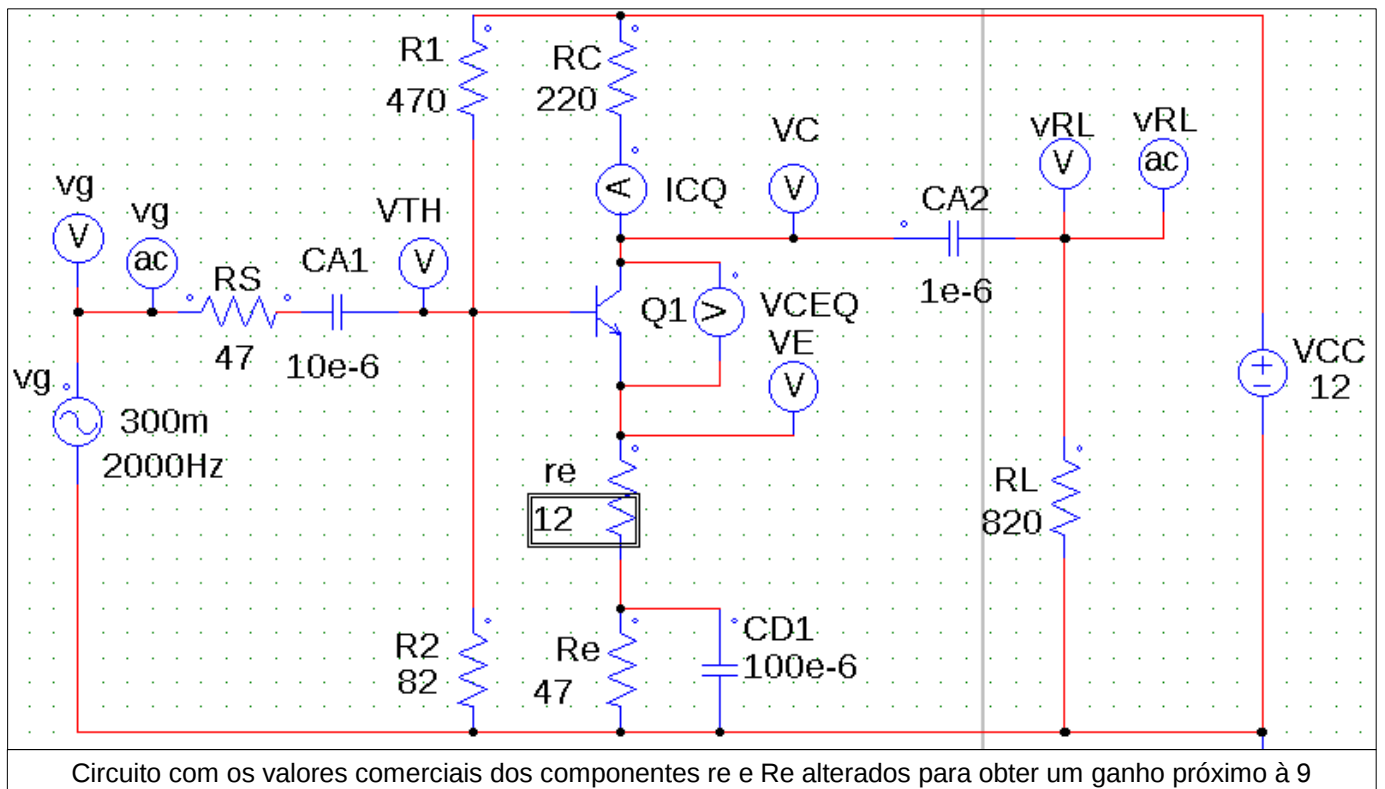 R1
470
RC
220
VC
vRL
V
vRL
ac
vg
V
vg
ac
RS
47
CA1
10e-6
VTH
V
A
ICQ
V
CA2
1e-6
Q1
V
VCEQ
VE
V
vg
300m
2000Hz
VCC
12
re
12
RL
820
R2
82
Re
47
CD1
100e-6
Circuito com os valores comerciais dos componentes re e Re alterados para obter um ganho próximo à 9